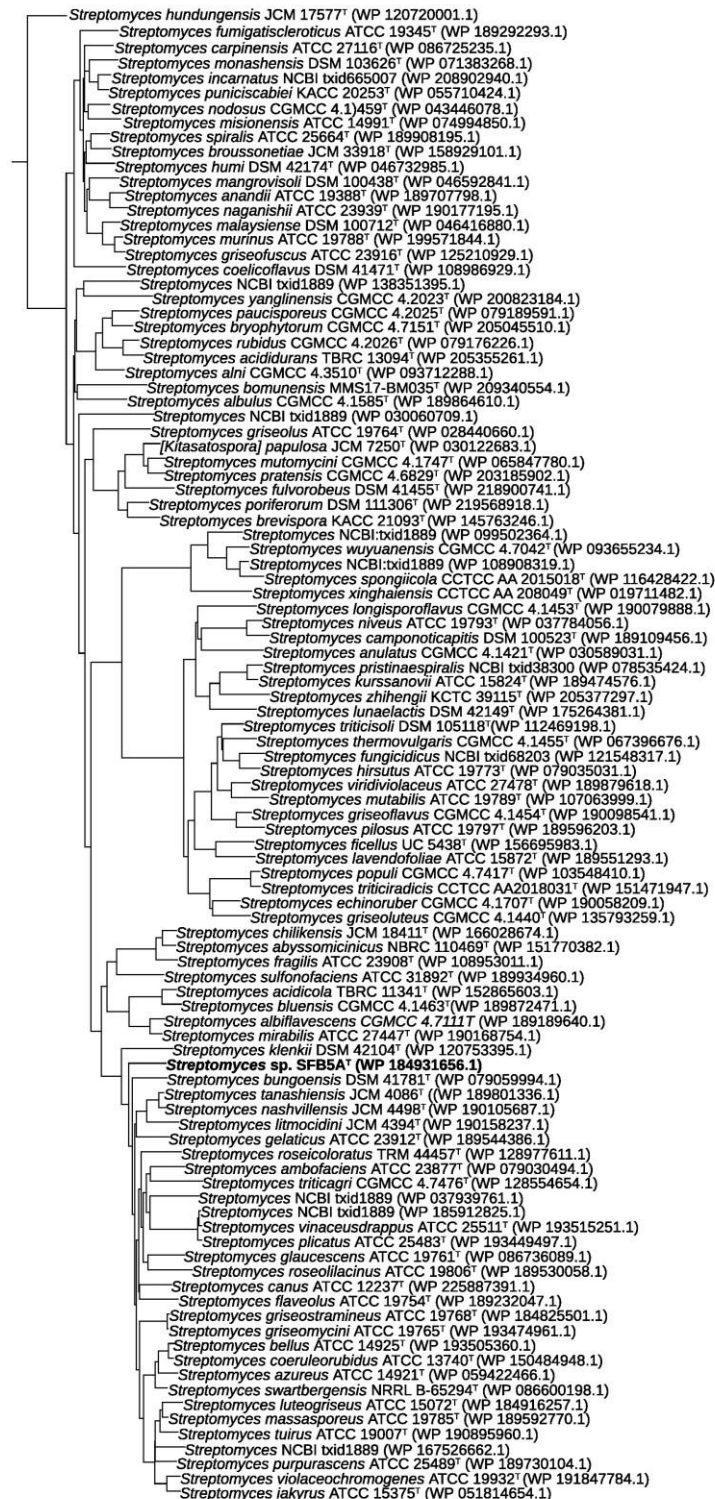 Streptomyces hundungensis JCM 17577ᵀ (WP 120720001.1)
Streptomyces fumigatiscleroticus ATCC 19345ᵀ (WP 189292293.1)
Streptomyces carpinensis ATCC 27116ᵀ (WP 086725235.1)
Streptomyces monashensis DSM 103626ᵀ (WP 071383268.1)
Streptomyces incarnatus NCBI txid665007 (WP 208902940.1)
Streptomyces puniciscabiei KACC 20253ᵀ (WP 055710424.1)
Streptomyces nodosus CGMCC 4.1)459ᵀ (WP 043446078.1)
Streptomyces misionensis ATCC 14991ᵀ (WP 074994850.1)
Streptomyces spiralis ATCC 25664ᵀ (WP 189908195.1)
Streptomyces broussonetiae JCM 33918ᵀ (WP 158929101.1)
Streptomyces humi DSM 42174ᵀ (WP 046732985.1)
Streptomyces mangrovisoli DSM 100438ᵀ (WP 046592841.1)
Streptomyces anandii ATCC 19388ᵀ (WP 189707798.1)
Streptomyces naganishii ATCC 23939ᵀ (WP 190177195.1)
Streptomyces malaysiense DSM 100712ᵀ (WP 046416880.1)
Streptomyces murinus ATCC 19788ᵀ (WP 199571844.1)
Streptomyces griseofuscus ATCC 23916ᵀ (WP 125210929.1)
Streptomyces coelicoflavus DSM 41471ᵀ (WP 108986929.1)
Streptomyces NCBI txid1889 (WP 138351395.1)
Streptomyces yanglinensis CGMCC 4.2023ᵀ (WP 200823184.1)
Streptomyces paucisporeus CGMCC 4.2025ᵀ (WP 079189591.1)
Streptomyces bryophytorum CGMCC 4.7151ᵀ (WP 205045510.1)
Streptomyces rubidus CGMCC 4.2026ᵀ (WP 079176226.1)
Streptomyces acididurans TBRC 13094ᵀ (WP 205355261.1)
Streptomyces alni CGMCC 4.3510ᵀ (WP 093712288.1)
Streptomyces bomunensis MMS17-BM035ᵀ (WP 209340554.1)
Streptomyces albulus CGMCC 4.1585ᵀ (WP 189864610.1)
Streptomyces NCBI txid1889 (WP 030060709.1)
Streptomyces griseolus ATCC 19764ᵀ (WP 028440660.1)
[Kitasatospora] papulosa JCM 7250ᵀ (WP 030122683.1)
Streptomyces mutomycini CGMCC 4.1747ᵀ (WP 065847780.1)
Streptomyces pratensis CGMCC 4.6829ᵀ (WP 203185902.1)
Streptomyces fulvorobeus DSM 41455ᵀ (WP 218900741.1)
Streptomyces poriferorum DSM 111306ᵀ (WP 219568918.1)
Streptomyces brevispora KACC 21093ᵀ (WP 145763246.1)
Streptomyces NCBI:txid1889 (WP 099502364.1)
Streptomyces wuyuanensis CGMCC 4.7042ᵀ (WP 093655234.1)
Streptomyces NCBI:txid1889 (WP 108908319.1)
Streptomyces spongiicola CCTCC AA 2015018ᵀ (WP 116428422.1)
Streptomyces xinghaiensis CCTCC AA 208049ᵀ (WP 019711482.1)
Streptomyces longisporoflavus CGMCC 4.1453ᵀ (WP 190079888.1)
Streptomyces niveus ATCC 19793ᵀ (WP 037784056.1)
Streptomyces camponoticapitis DSM 100523ᵀ (WP 189109456.1)
Streptomyces anulatus CGMCC 4.1421ᵀ (WP 030589031.1)
Streptomyces pristinaespiralis NCBI txid38300 (WP 078535424.1)
Streptomyces kurssanovii ATCC 15824ᵀ (WP 189474576.1)
Streptomyces zhihengii KCTC 39115ᵀ (WP 205377297.1)
Streptomyces lunaelactis DSM 42149ᵀ (WP 175264381.1)
Streptomyces triticisoli DSM 105118ᵀ(WP 112469198.1)
Streptomyces thermovulgaris CGMCC 4.1455ᵀ (WP 067396676.1)
Streptomyces fungicidicus NCBI txid68203 (WP 121548317.1)
Streptomyces hirsutus ATCC 19773ᵀ (WP 079035031.1)
Streptomyces viridiviolaceus ATCC 27478ᵀ (WP 189879618.1)
Streptomyces mutabilis ATCC 19789ᵀ (WP 107063999.1)
Streptomyces griseoflavus CGMCC 4.1454ᵀ (WP 190098541.1)
Streptomyces pilosus ATCC 19797ᵀ (WP 189596203.1)
Streptomyces ficellus UC 5438ᵀ (WP 156695983.1)
Streptomyces lavendofoliae ATCC 15872ᵀ (WP 189551293.1)
Streptomyces populi CGMCC 4.7417ᵀ (WP 103548410.1)
Streptomyces triticiradicis CCTCC AA2018031ᵀ (WP 151471947.1)
Streptomyces echinoruber CGMCC 4.1707ᵀ (WP 190058209.1)
Streptomyces griseoluteus CGMCC 4.1440ᵀ (WP 135793259.1)
Streptomyces chilikensis JCM 18411ᵀ (WP 166028674.1)
Streptomyces abyssomicinicus NBRC 110469ᵀ (WP 151770382.1)
Streptomyces fragilis ATCC 23908ᵀ (WP 108953011.1)
Streptomyces sulfonofaciens ATCC 31892ᵀ (WP 189934960.1)
Streptomyces acidicola TBRC 11341ᵀ (WP 152865603.1)
Streptomyces bluensis CGMCC 4.1463ᵀ(WP 189872471.1)
Streptomyces albiflavescens CGMCC 4.7111T (WP 189189640.1)
Streptomyces mirabilis ATCC 27447ᵀ (WP 190168754.1)
Streptomyces klenkii DSM 42104ᵀ (WP 120753395.1)
Streptomyces sp. SFB5Aᵀ (WP 184931656.1)
Streptomyces bungoensis DSM 41781ᵀ (WP 079059994.1)
Streptomyces tanashiensis JCM 4086ᵀ ((WP 189801336.1)
Streptomyces nashvillensis JCM 4498ᵀ (WP 190105687.1)
Streptomyces litmocidini JCM 4394ᵀ (WP 190158237.1)
Streptomyces gelaticus ATCC 23912ᵀ (WP 189544386.1)
Streptomyces roseicoloratus TRM 44457ᵀ (WP 128977611.1)
Streptomyces ambofaciens ATCC 23877ᵀ (WP 079030494.1)
Streptomyces triticagri CGMCC 4.7476ᵀ (WP 128554654.1)
Streptomyces NCBI txid1889 (WP 037939761.1)
Streptomyces NCBI txid1889 (WP 185912825.1)
Streptomyces vinaceusdrappus ATCC 25511ᵀ (WP 193515251.1)
Streptomyces plicatus ATCC 25483ᵀ (WP 193449497.1)
Streptomyces glaucescens ATCC 19761ᵀ (WP 086736089.1)
Streptomyces roseolilacinus ATCC 19806ᵀ (WP 189530058.1)
Streptomyces canus ATCC 12237ᵀ (WP 225887391.1)
Streptomyces flaveolus ATCC 19754ᵀ (WP 189232047.1)
Streptomyces griseostramineus ATCC 19768ᵀ (WP 184825501.1)
Streptomyces griseomycini ATCC 19765ᵀ (WP 193474961.1)
Streptomyces bellus ATCC 14925ᵀ (WP 193505360.1)
Streptomyces coeruleorubidus ATCC 13740ᵀ (WP 150484948.1)
Streptomyces azureus ATCC 14921ᵀ (WP 059422466.1)
Streptomyces swartbergensis NRRL B-65294ᵀ (WP 086600198.1)
Streptomyces luteogriseus ATCC 15072ᵀ (WP 184916257.1)
Streptomyces massasporeus ATCC 19785ᵀ (WP 189592770.1)
Streptomyces tuirus ATCC 19007ᵀ (WP 190895960.1)
Streptomyces NCBI txid1889 (WP 167526662.1)
Streptomyces purpurascens ATCC 25489ᵀ (WP 189730104.1)
Streptomyces violaceochromogenes ATCC 19932ᵀ (WP 191847784.1)
Streptomyces iakyrus ATCC 15375ᵀ (WP 051814654.1)